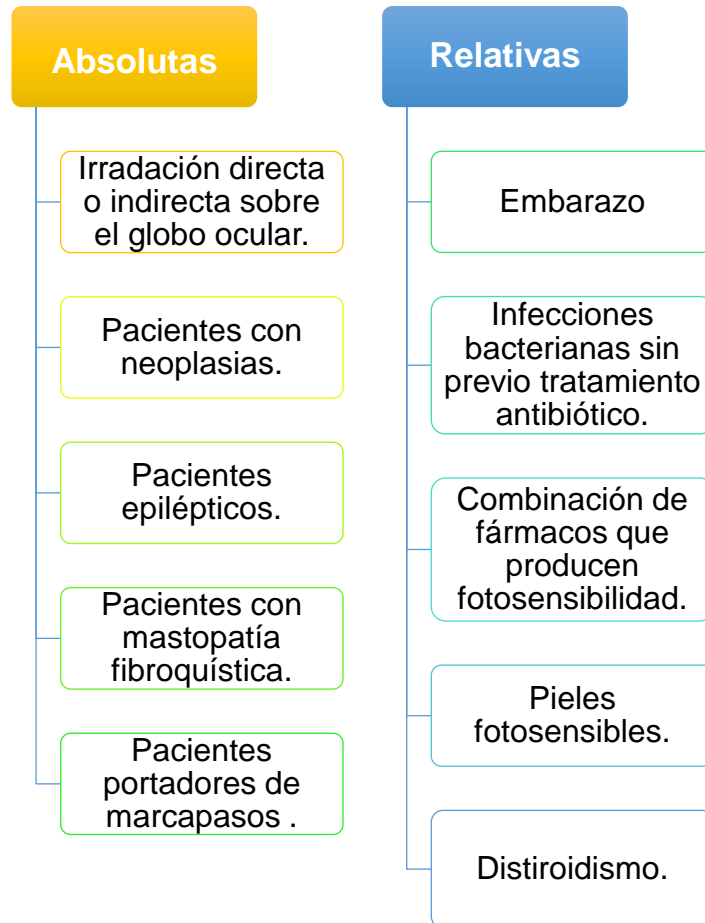 Absolutas
Irradación directa
o indirecta sobre
el globo ocular.
Pacientes con
neoplasias.
Pacientes
epilépticos.
Pacientes con
mastopatía
fibroquística.
Pacientes
portadores de
marcapasos .
Relativas
Embarazo
Infecciones
bacterianas sin
previo tratamiento
antibiótico.
Combinación de
fármacos que
producen
fotosensibilidad.
Pieles
fotosensibles.
Distiroidismo.